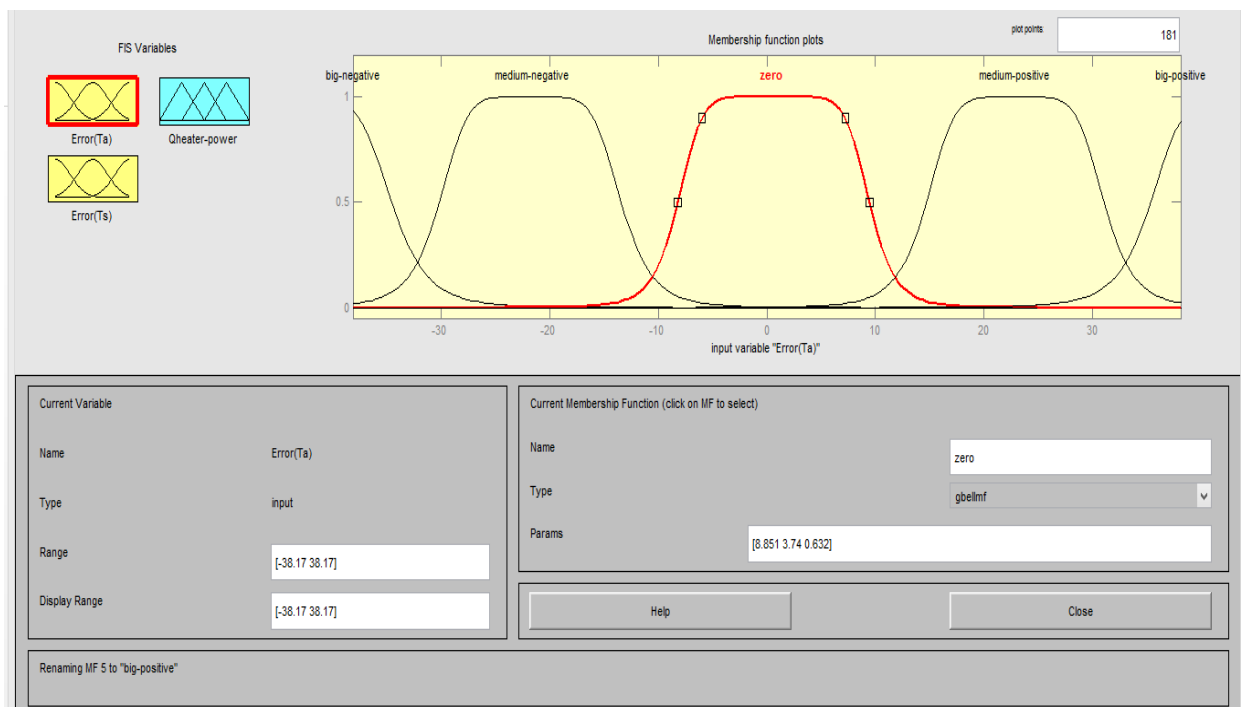 FIS Variables
Error(Ta)
Qheater-power
Error(Ts)
Membership function plots
plot points
181
big-negative
medium-negative
zero
medium-positive
big-positive
1
0.5
0
-30
-20
-10
0
10
20
30
input variable "Error(Ta)"
Current Variable
Name
Error(Ta)
Type
input
Range
[-38.17 38.17]
Display Range
[-38.17 38.17]
Current Membership Function (click on MF to select)
Name
zero
Type
gbellmf
Params
[8.851 3.74 0.632]
Help
Close
Renaming MF 5 to "big-positive"